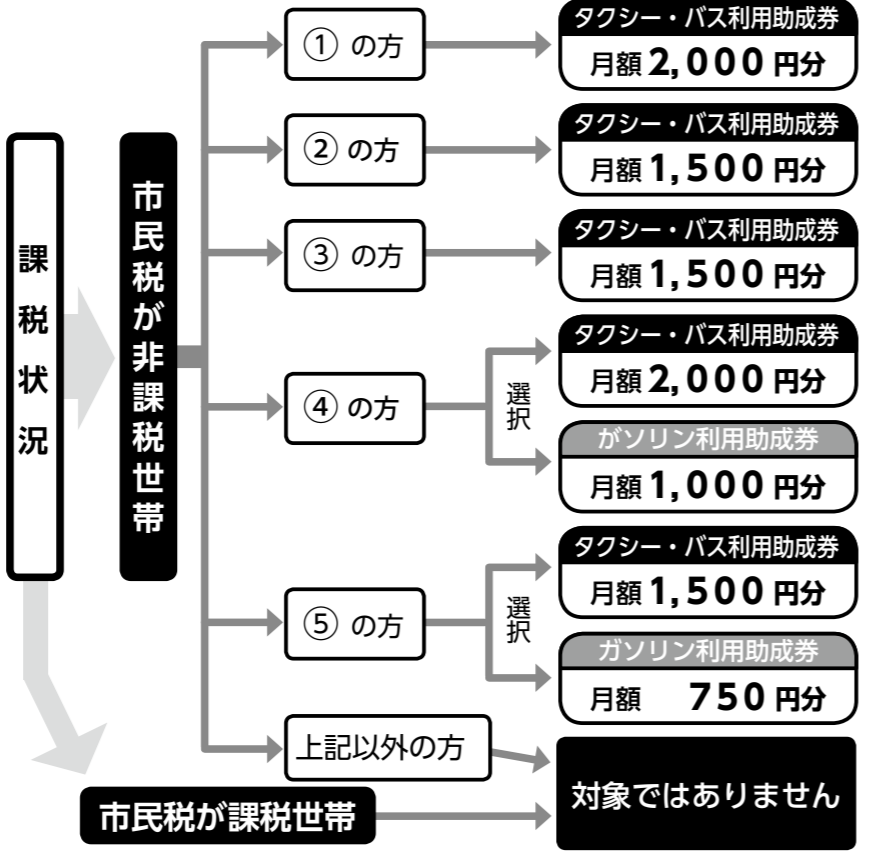 課税状況
市民税が非課税世帯
① の方
タクシー・バス利用助成券
月額 2,000 円分
② の方
タクシー・バス利用助成券
月額 1,500 円分
③ の方
タクシー・バス利用助成券
月額 1,500 円分
④ の方
選択
タクシー・バス利用助成券
月額 2,000 円分
がソリン利用助成券
月額 1,000 円分
⑤ の方
選択
タクシー・バス利用助成券
月額 1,500 円分
ガソリン利用助成券
月額 750 円分
上記以外の方
市民税が課税世帯
対象ではありません